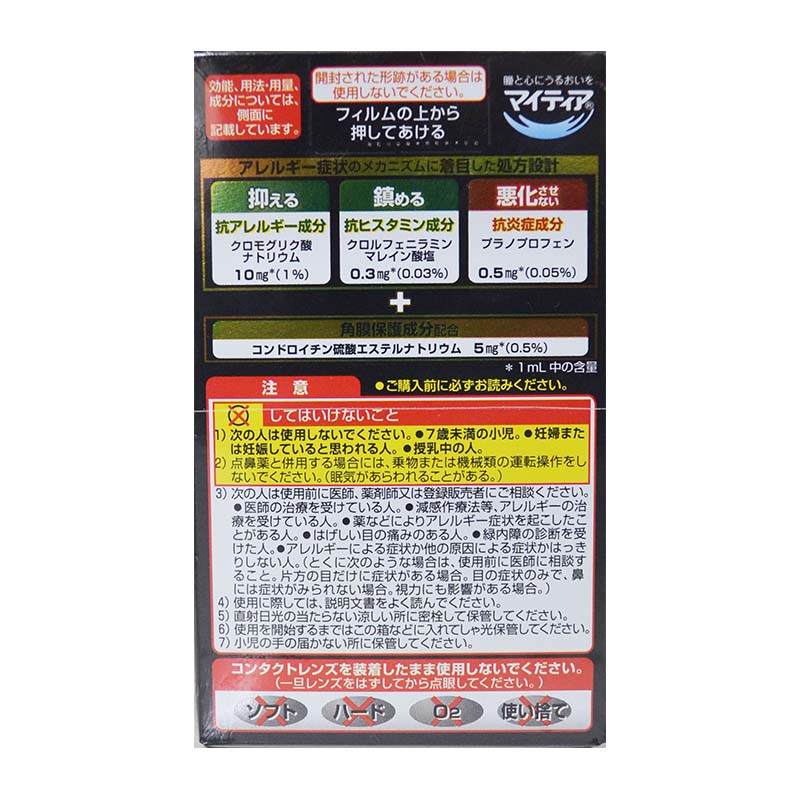 効能、用法・用量、
成分については、
側面に
記載しています。
開封された形跡がある場合は
使用しないでください。
フィルムの上から
押してあける
瞳と心にうるおいを
マイティア®
アレルギー症状のメカニズムに着目した処方設計
抑える
抗アレルギー成分
クロモグリク酸
ナトリウム
10mg*(1%)
鎮める
抗ヒスタミン成分
クロルフェニラミン
マレイン酸塩
0.3mg*(0.03%)
悪化させない
抗炎症成分
プラノプロフェン
0.5mg*(0.05%)
+
角膜保護成分配合
コンドロイチン硫酸エステルナトリウム 5mg*(0.5%)
*1mL中の含量
注意 ●ご購入前に必ずお読みください。
してはいけないこと
1)次の人は使用しないでください。●7歳未満の小児。●妊婦また
は妊娠していると思われる人。●授乳中の人。
2)点鼻薬と併用する場合には、乗物または機械類の運転操作をし
ないでください。(眠気があらわれることがある。)
3)次の人は使用前に医師、薬剤師又は登録販売者にご相談ください。
●医師の治療を受けている人。●減感作療法等、アレルギーの治
療を受けている人。●薬などによりアレルギー症状を起こしたこ
とがある人。●はげしい目の痛みのある人。●緑内障の診断を受
けた人。●アレルギーによる症状か他の原因による症状かはっき
りしない人。(とくに次のような場合は、使用前に医師に相談す
ること。片方の目だけに症状がある場合。目の症状のみで、鼻
には症状がみられない場合。視力にも影響がある場合。)
4)使用に際しては、説明文書をよく読んでください。
5)直射日光の当たらない涼しい所に密栓して保管してください。
6)使用を開始するまではこの箱などに入れてしゃ光保管してください。
7)小児の手の届かない所に保管してください。
コンタクトレンズを装着したまま使用しないでください。
(一旦レンズをはずしてから点眼してください。)
ソフト ハード O2 使い捨て